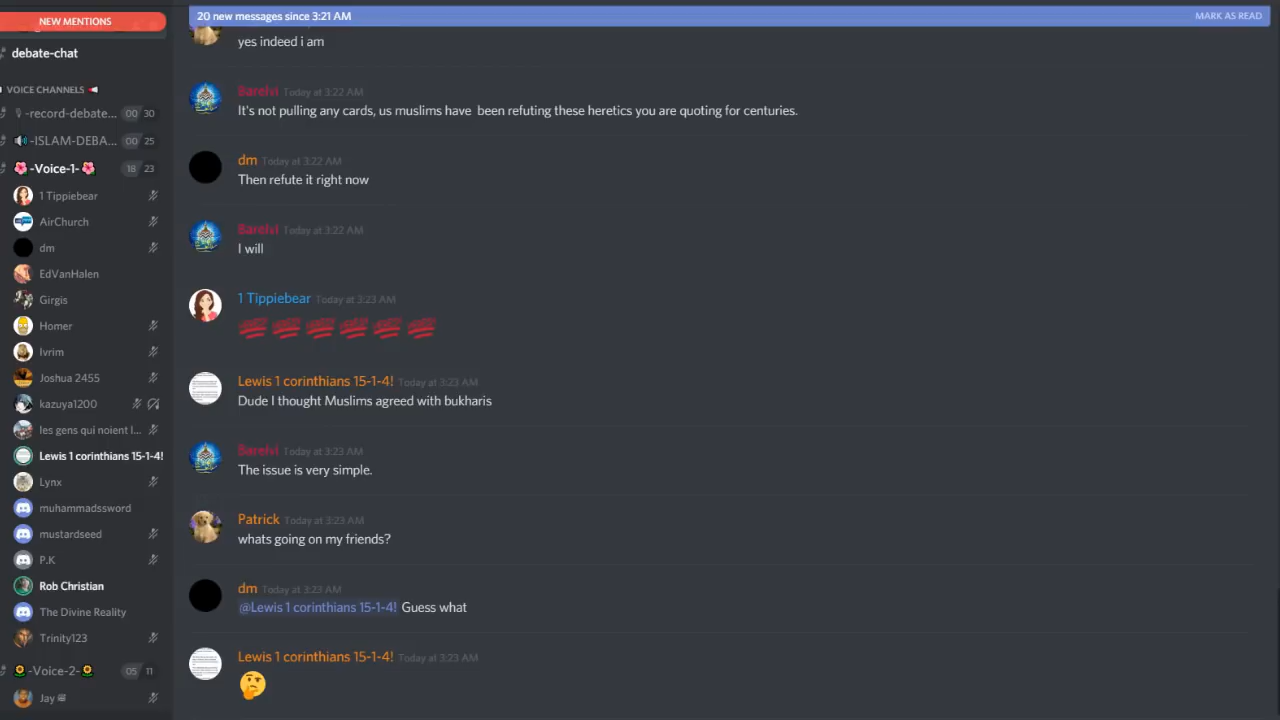 NEW MENTIONS
debate-chat
VOICE CHANNELS
-record-debate... 00 30
-ISLAM-DEBA... 00 25
-Voice-1- 18 23
1 Tippiebear
AirChurch
dm
EdVanHalen
Girgis
Homer
Ivrim
Joshua 2455
kazuya1200
les gens qui noient l...
Lewis 1 corinthians 15-1-4!
Lynx
muhammadssword
mustardseed
P.K
Rob Christian
The Divine Reality
Trinity123
-Voice-2- 05 11
Jay
20 new messages since 3:21 AM MARK AS READ
yes indeed i am
Barelvi Today at 3:22 AM
It's not pulling any cards, us muslims have been refuting these heretics you are quoting for centuries.
dm Today at 3:22 AM
Then refute it right now
Barelvi Today at 3:22 AM
I will
1 Tippiebear Today at 3:23 AM
Lewis 1 corinthians 15-1-4! Today at 3:23 AM
Dude I thought Muslims agreed with bukharis
Barelvi Today at 3:23 AM
The issue is very simple.
Patrick Today at 3:23 AM
whats going on my friends?
dm Today at 3:23 AM
@Lewis 1 corinthians 15-1-4! Guess what
Lewis 1 corinthians 15-1-4! Today at 3:23 AM